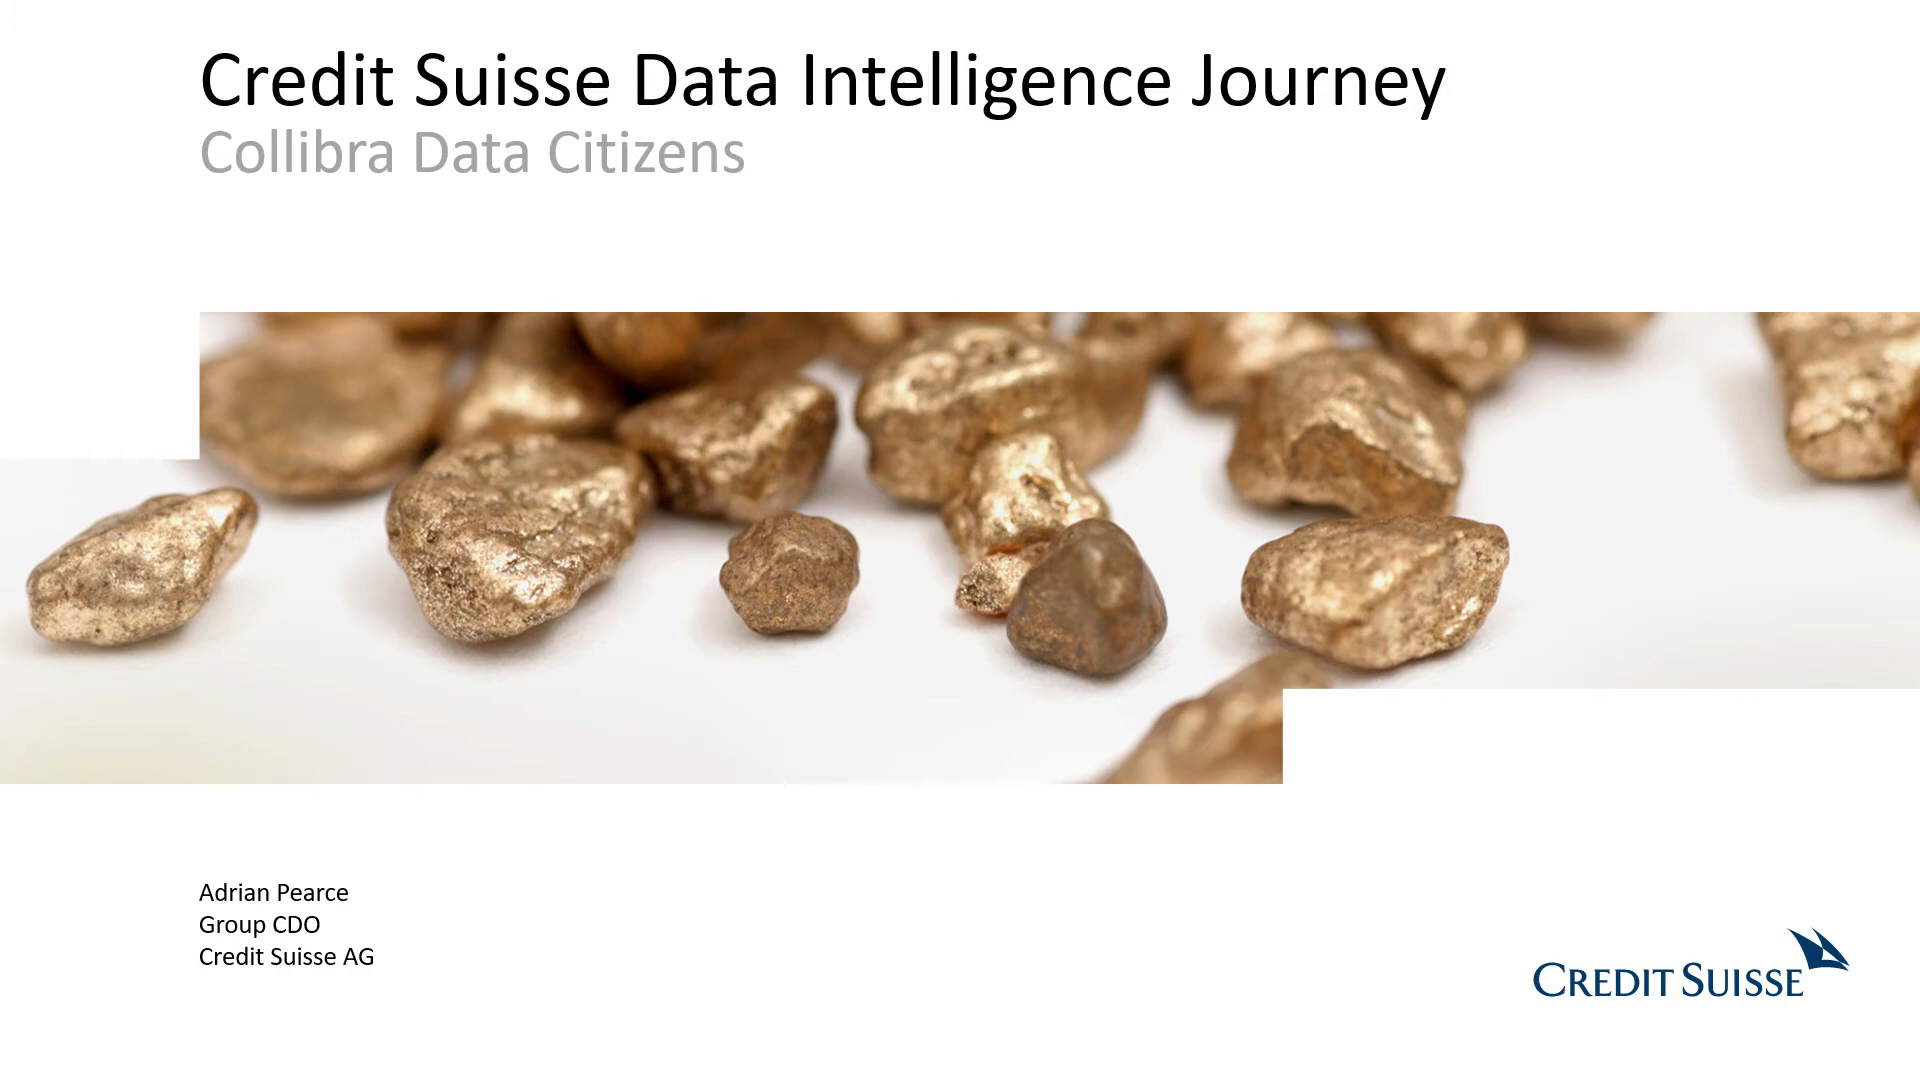 Credit Suisse Data Intelligence Journey
Collibra Data Citizens
Adrian Pearce
Group CDO
Credit Suisse AG
CREDIT SUISSE